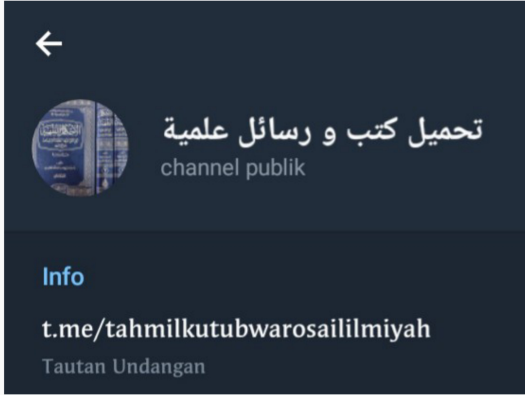 تحميل كتب و رسائل علمية
channel publik
Info
t.me/tahmilkutubwarosaililmiyah
Tautan Undangan